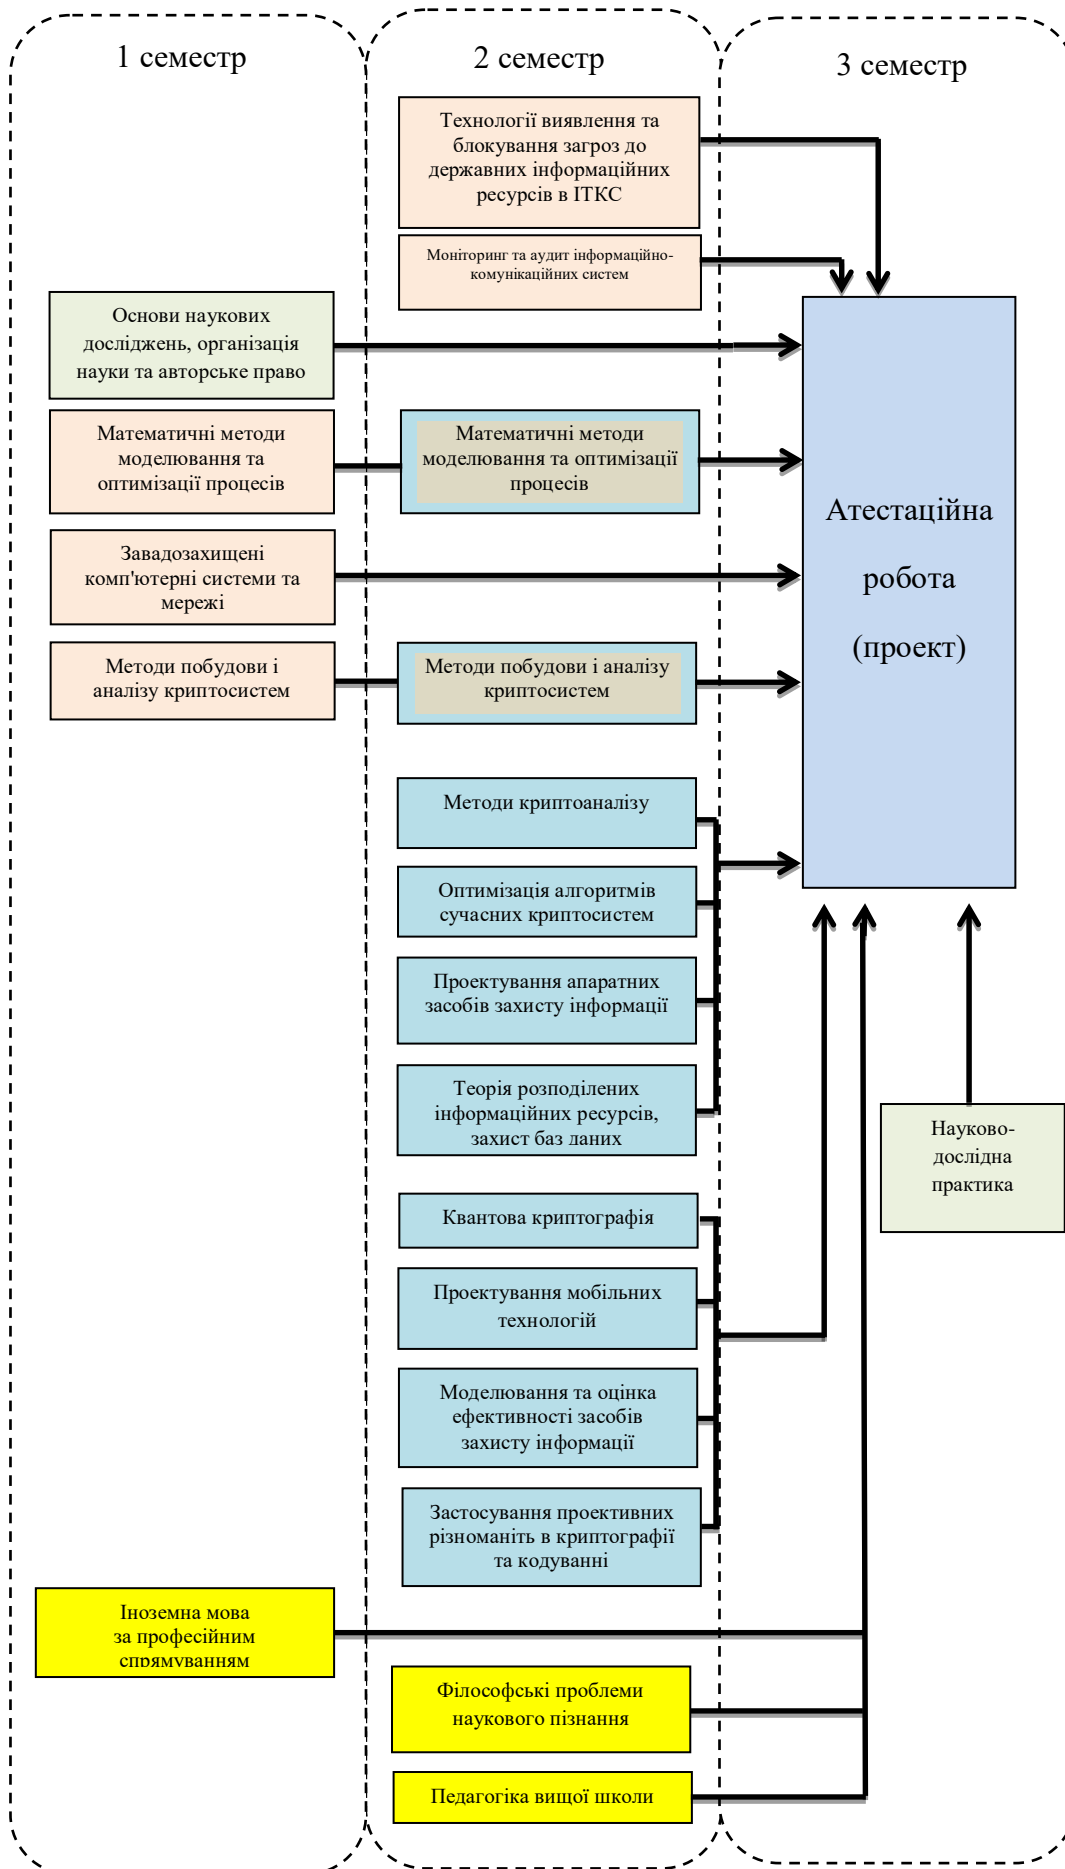 1 семестр
2 семестр
3 семестр
Технології виявлення та
блокування загроз до
державних інформаційних
ресурсів в ІТКС
Моніторинг та аудит інформаційно-
комунікаційних систем
Основи наукових
досліджень, організація
науки та авторське право
Математичні методи
моделювання та
оптимізації процесів
Математичні методи
моделювання та оптимізації
процесів
Завадозахищені
комп'ютерні системи та
мережі
Методи побудови і
аналізу криптосистем
Методи побудови і аналізу
криптосистем
Атестаційна
робота
(проект)
Методи криптоаналізу
Оптимізація алгоритмів
сучасних криптосистем
Проектування апаратних
засобів захисту інформації
Теорія розподілених
інформаційних ресурсів,
захист баз даних
Науково-
дослідна
практика
Квантова криптографія
Проектування мобільних
технологій
Моделювання та оцінка
ефективності засобів
захисту інформації
Застосування проективних
різноманіть в криптографії
та кодуванні
Іноземна мова
за професійним
спрямуванням
Філософські проблеми
наукового пізнання
Педагогіка вищої школи